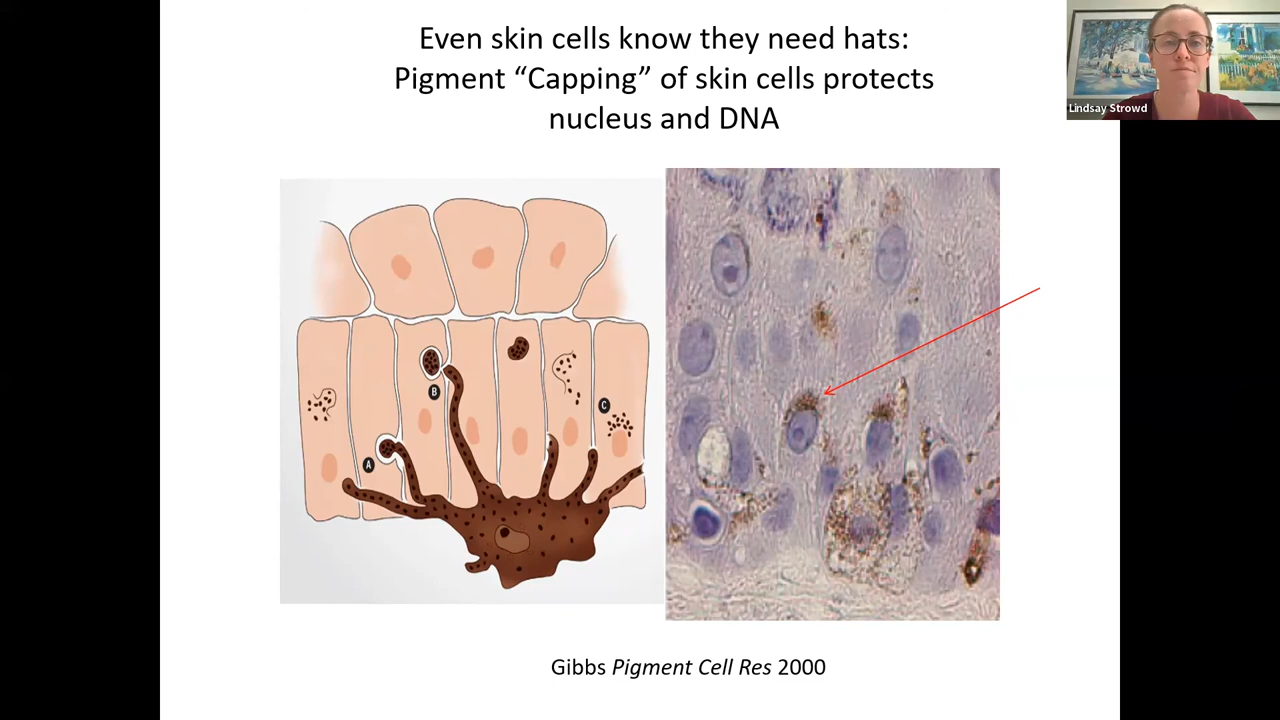 Even skin cells know they need hats:
Pigment “Capping” of skin cells protects
nucleus and DNA
Lindsay Strowd
B
C
A
Gibbs Pigment Cell Res 2000